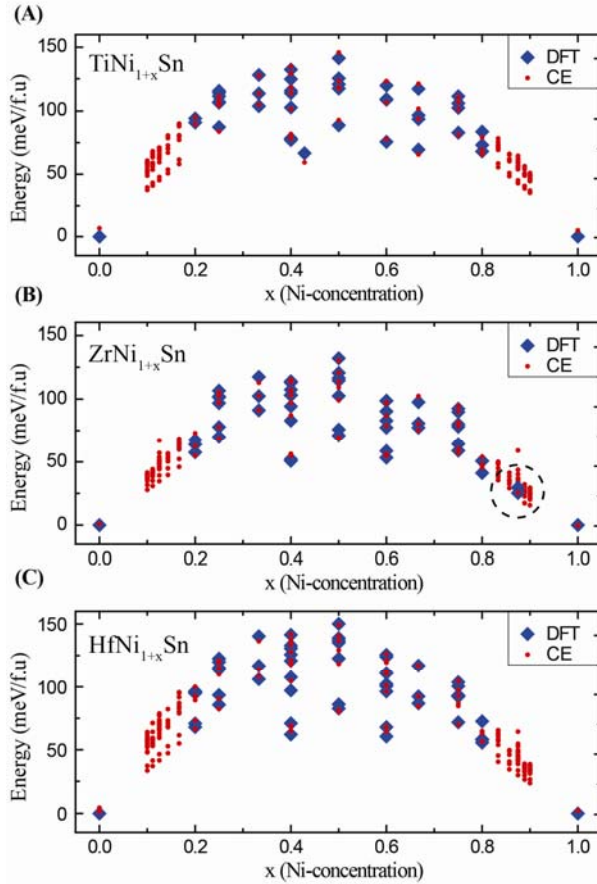 (A)
TiNi1+xSn
DFT
CE
Energy (meV/f.u)
150
100
50
0
0.0 0.2 0.4 0.6 0.8 1.0
x (Ni-concentration)
(B)
ZrNi1+xSn
DFT
CE
Energy (meV/f.u)
150
100
50
0
0.0 0.2 0.4 0.6 0.8 1.0
x (Ni-concentration)
(C)
HfNi1+xSn
DFT
CE
Energy (meV/f.u)
150
100
50
0
0.0 0.2 0.4 0.6 0.8 1.0
x (Ni-concentration)